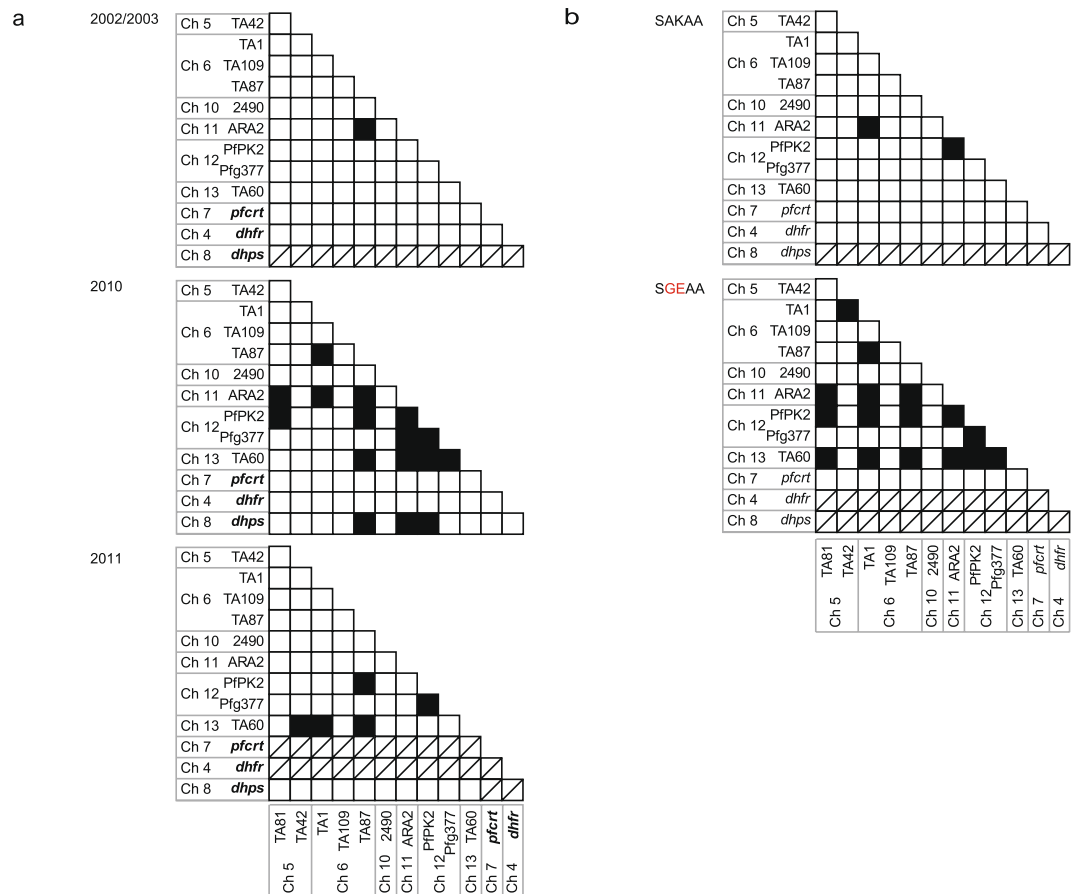 a
2002/2003
Ch 5 TA42
TA1
Ch 6 TA109
TA87
Ch 10 2490
Ch 11 ARA2
PfPK2
Ch 12
Pfg377
Ch 13 TA60
Ch 7 pfcrt
Ch 4 dhfr
Ch 8 dhps
2010
Ch 5 TA42
TA1
Ch 6 TA109
TA87
Ch 10 2490
Ch 11 ARA2
PfPK2
Ch 12
Pfg377
Ch 13 TA60
Ch 7 pfcrt
Ch 4 dhfr
Ch 8 dhps
2011
Ch 5 TA42
TA1
Ch 6 TA109
TA87
Ch 10 2490
Ch 11 ARA2
PfPK2
Ch 12
Pfg377
Ch 13 TA60
Ch 7 pfcrt
Ch 4 dhfr
Ch 8 dhps
TA81 TA42 TA1 TA109 TA87 2490 ARA2 PfPK2 Pfg377 TA60 pfcrt dhfr
Ch 5 Ch 6 Ch 10 Ch 11 Ch 12 Ch 13 Ch 7 Ch 4
b
SAKAA
Ch 5 TA42
TA1
Ch 6 TA109
TA87
Ch 10 2490
Ch 11 ARA2
PfPK2
Ch 12
Pfg377
Ch 13 TA60
Ch 7 pfcrt
Ch 4 dhfr
Ch 8 dhps
SGEAA
Ch 5 TA42
TA1
Ch 6 TA109
TA87
Ch 10 2490
Ch 11 ARA2
PfPK2
Ch 12
Pfg377
Ch 13 TA60
Ch 7 pfcrt
Ch 4 dhfr
Ch 8 dhps
TA81 TA42 TA1 TA109 TA87 2490 ARA2 PfPK2 Pfg377 TA60 pfcrt dhfr
Ch 5 Ch 6 Ch 10 Ch 11 Ch 12 Ch 13 Ch 7 Ch 4